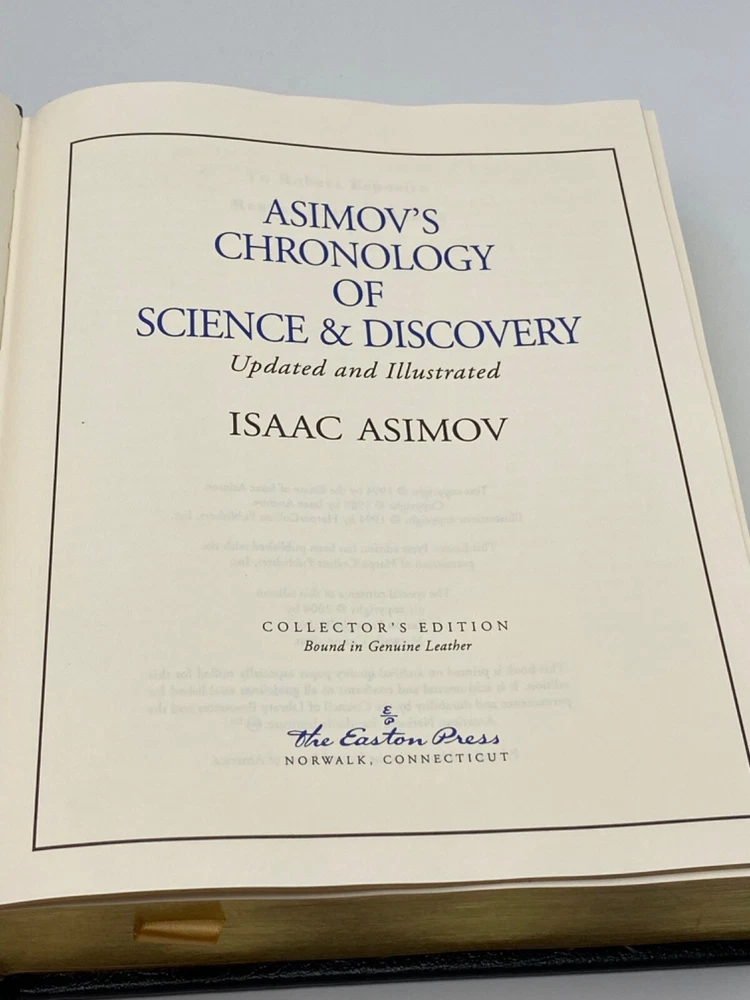 ASIMOV'S
CHRONOLOGY
OF
SCIENCE & DISCOVERY
Updated and Illustrated
ISAAC ASIMOV
COLLECTOR'S EDITION
Bound in Genuine Leather
E
P
The Easton Press
NORWALK, CONNECTICUT